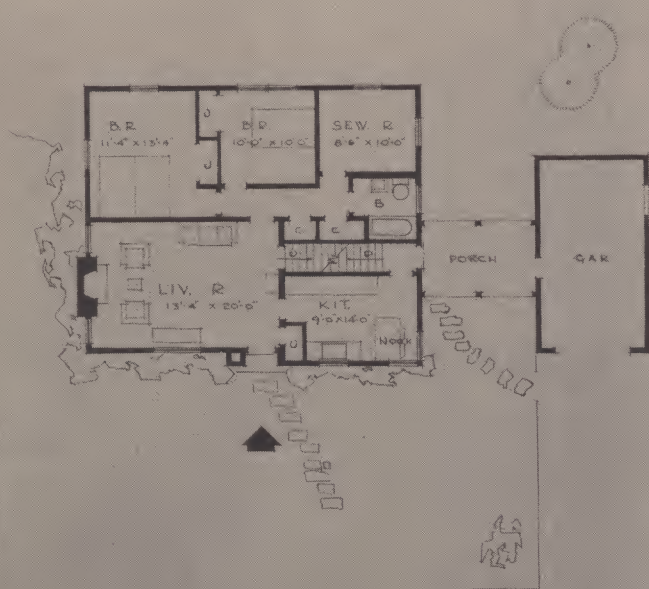 B.R.
11'-4" x 13'-4"
C
C
B.R.
10'-0" x 10'-0"
SEW. R
8'-6" x 10'-0"
B
C
C
D
D
LIV. R
13'-4" x 20'-0"
KIT.
9'-0" x 14'-0"
C
NOOK
PORCH
GAR